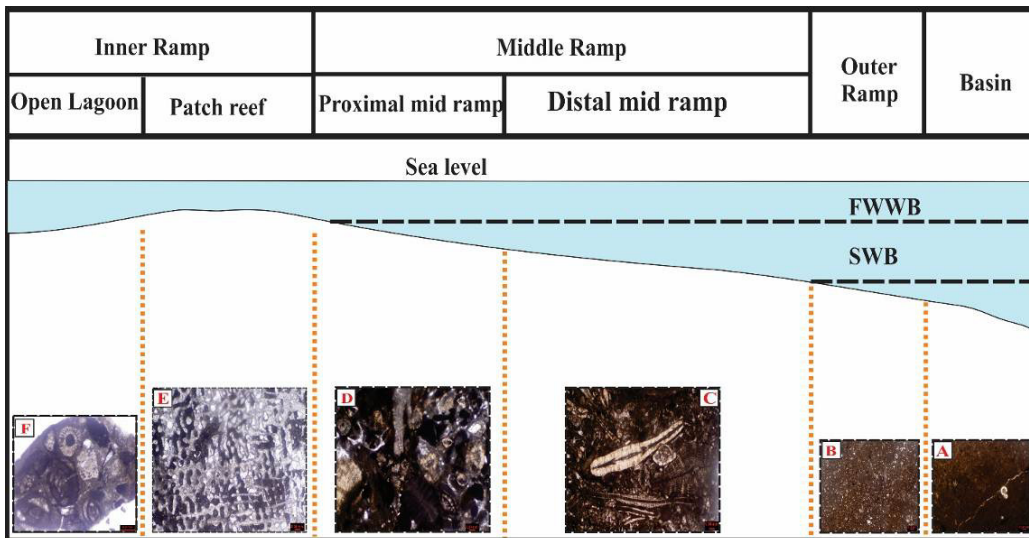 Inner Ramp
Middle Ramp
Outer
Ramp
Basin
Open Lagoon
Patch reef
Proximal mid ramp
Distal mid ramp
Sea level
FWWB
SWB
F
E
D
C
B
A